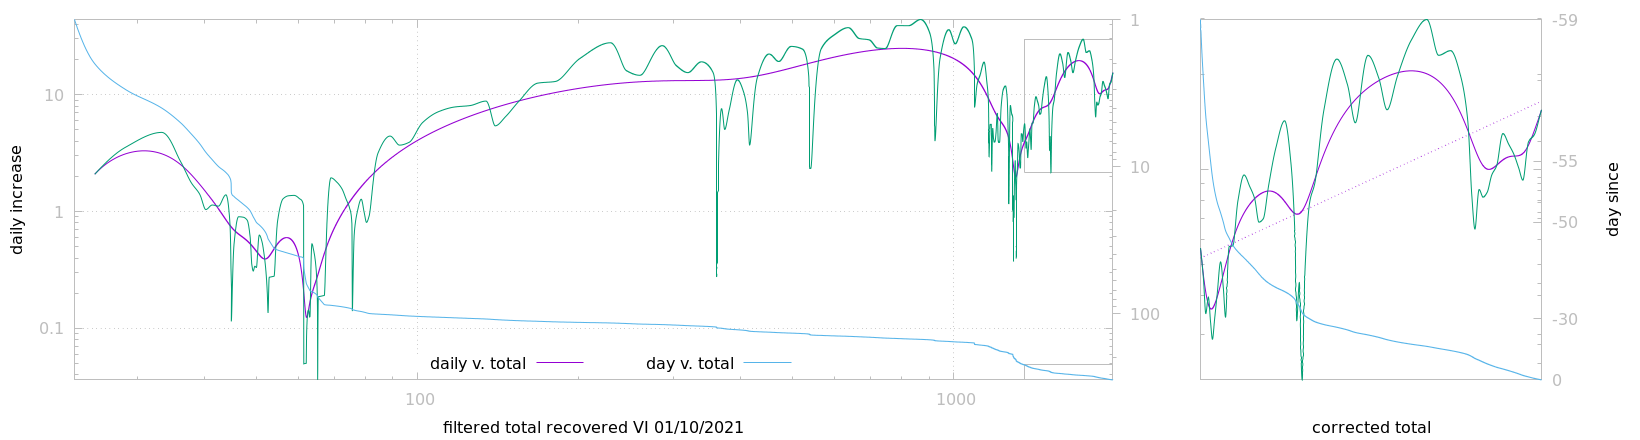 daily increase
10
1
0.1
100
1000
1
10
100
daily v. total
day v. total
filtered total recovered VI 01/10/2021
-59
-55
-50
-30
0
day since
corrected total